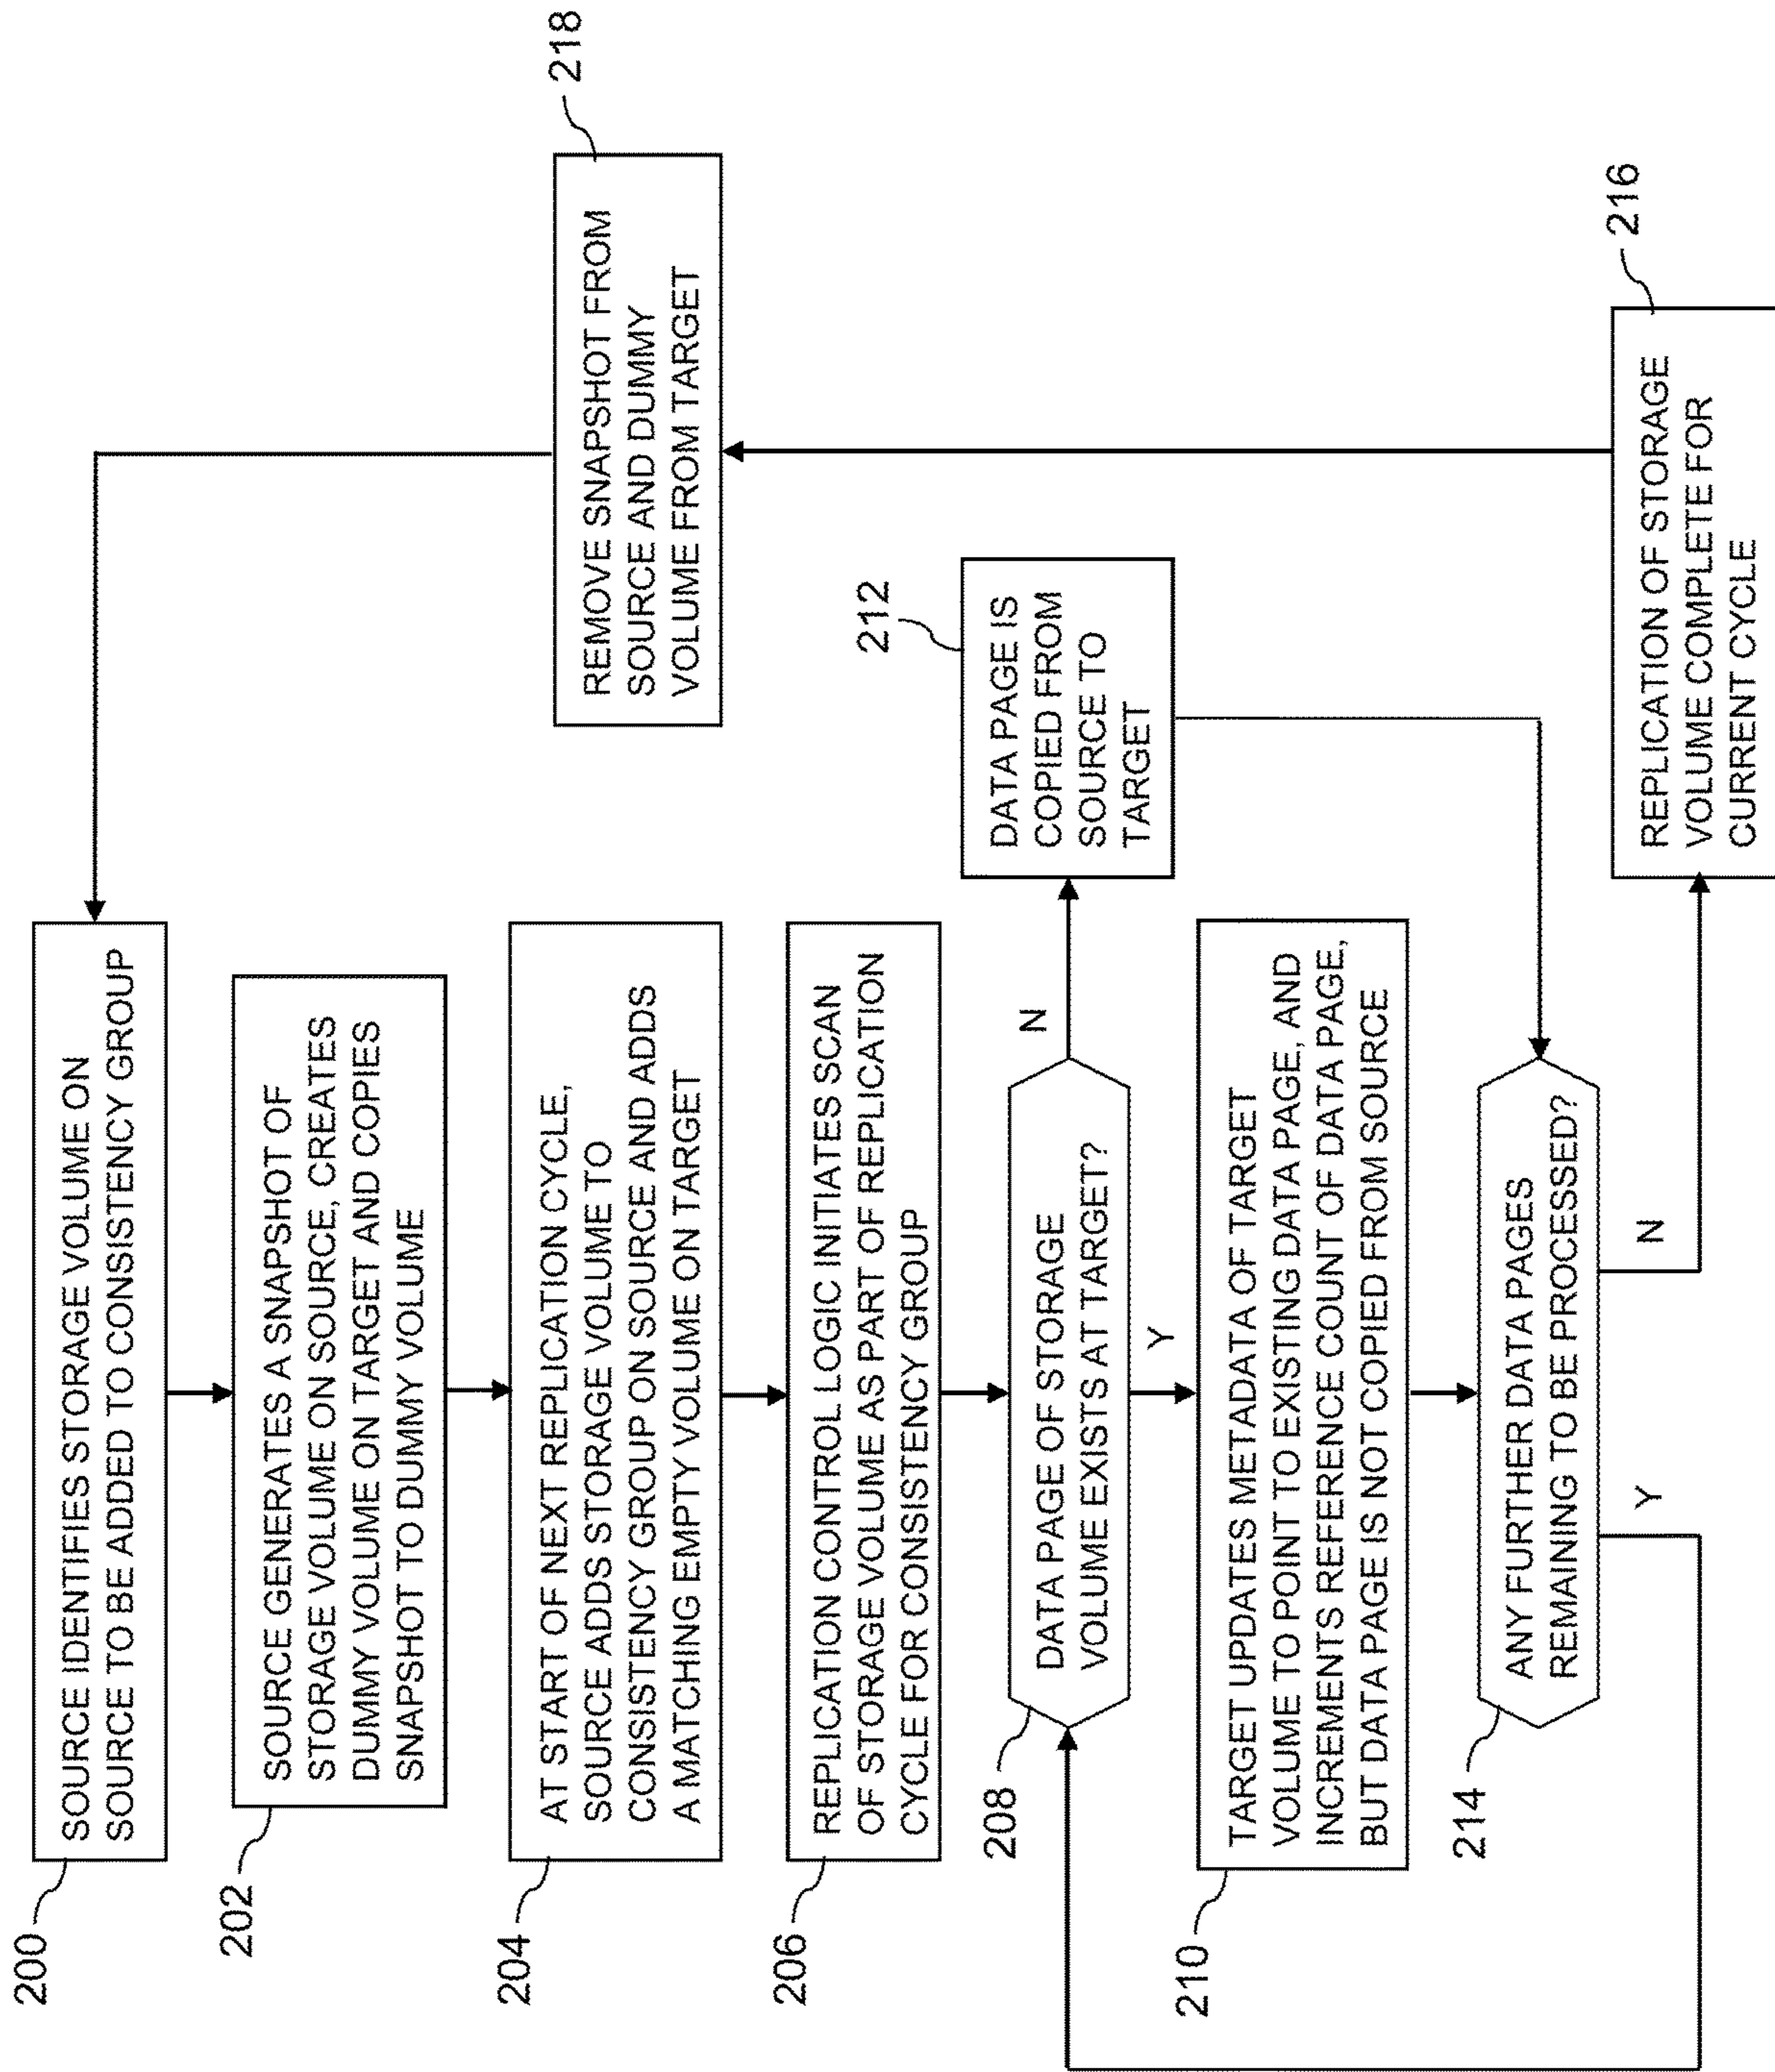 200
SOURCE IDENTIFIES STORAGE VOLUME ON
SOURCE TO BE ADDED TO CONSISTENCY GROUP
202
SOURCE GENERATES A SNAPSHOT OF
STORAGE VOLUME ON SOURCE, CREATES
DUMMY VOLUME ON TARGET AND COPIES
SNAPSHOT TO DUMMY VOLUME
204
AT START OF NEXT REPLICATION CYCLE,
SOURCE ADDS STORAGE VOLUME TO
CONSISTENCY GROUP ON SOURCE AND ADDS
A MATCHING EMPTY VOLUME ON TARGET
206
REPLICATION CONTROL LOGIC INITIATES SCAN
OF STORAGE VOLUME AS PART OF REPLICATION
CYCLE FOR CONSISTENCY GROUP
208
DATA PAGE OF STORAGE
VOLUME EXISTS AT TARGET?
N
Y
212
DATA PAGE IS
COPIED FROM
SOURCE TO
TARGET
210
TARGET UPDATES METADATA OF TARGET
VOLUME TO POINT TO EXISTING DATA PAGE, AND
INCREMENTS REFERENCE COUNT OF DATA PAGE,
BUT DATA PAGE IS NOT COPIED FROM SOURCE
214
ANY FURTHER DATA PAGES
REMAINING TO BE PROCESSED?
Y
N
216
REPLICATION OF STORAGE
VOLUME COMPLETE FOR
CURRENT CYCLE
218
REMOVE SNAPSHOT FROM
SOURCE AND DUMMY
VOLUME FROM TARGET